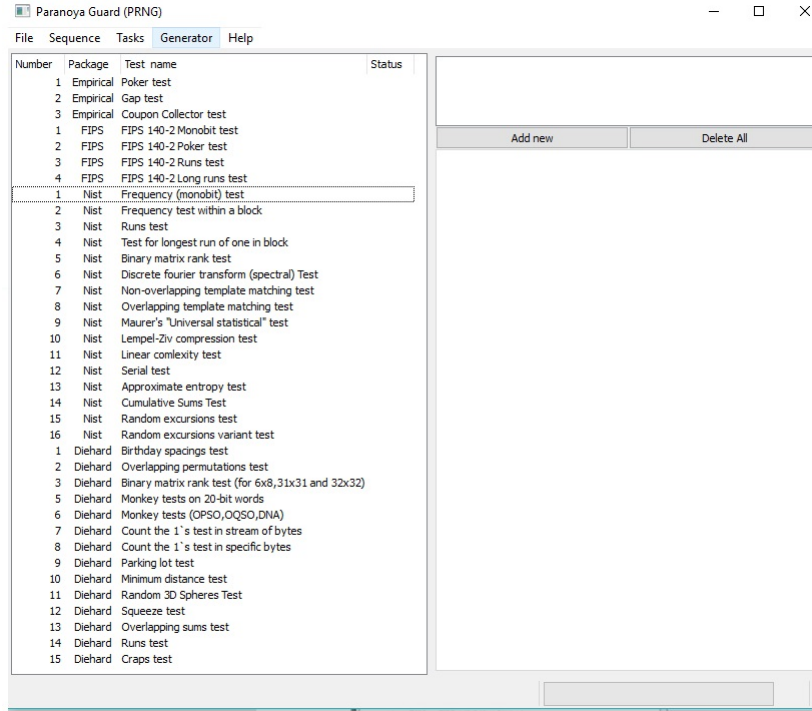 Paranoya Guard (PRNG)
File Sequence Tasks Generator Help
Number Package Test name Status
1 Empirical Poker test
2 Empirical Gap test
3 Empirical Coupon Collector test
1 FIPS FIPS 140-2 Monobit test
2 FIPS FIPS 140-2 Poker test
3 FIPS FIPS 140-2 Runs test
4 FIPS FIPS 140-2 Long runs test
1 Nist Frequency (monobit) test
2 Nist Frequency test within a block
3 Nist Runs test
4 Nist Test for longest run of one in block
5 Nist Binary matrix rank test
6 Nist Discrete fourier transform (spectral) Test
7 Nist Non-overlapping template matching test
8 Nist Overlapping template matching test
9 Nist Maurer's "Universal statistical" test
10 Nist Lempel-Ziv compression test
11 Nist Linear comlexity test
12 Nist Serial test
13 Nist Approximate entropy test
14 Nist Cumulative Sums Test
15 Nist Random excursions test
16 Nist Random excursions variant test
1 Diehard Birthday spacings test
2 Diehard Overlapping permutations test
3 Diehard Binary matrix rank test (for 6x8,31x31 and 32x32)
5 Diehard Monkey tests on 20-bit words
6 Diehard Monkey tests (OPSO,OQSO,DNA)
7 Diehard Count the 1`s test in stream of bytes
8 Diehard Count the 1`s test in specific bytes
9 Diehard Parking lot test
10 Diehard Minimum distance test
11 Diehard Random 3D Spheres Test
12 Diehard Squeeze test
13 Diehard Overlapping sums test
14 Diehard Runs test
15 Diehard Craps test
Add new Delete All